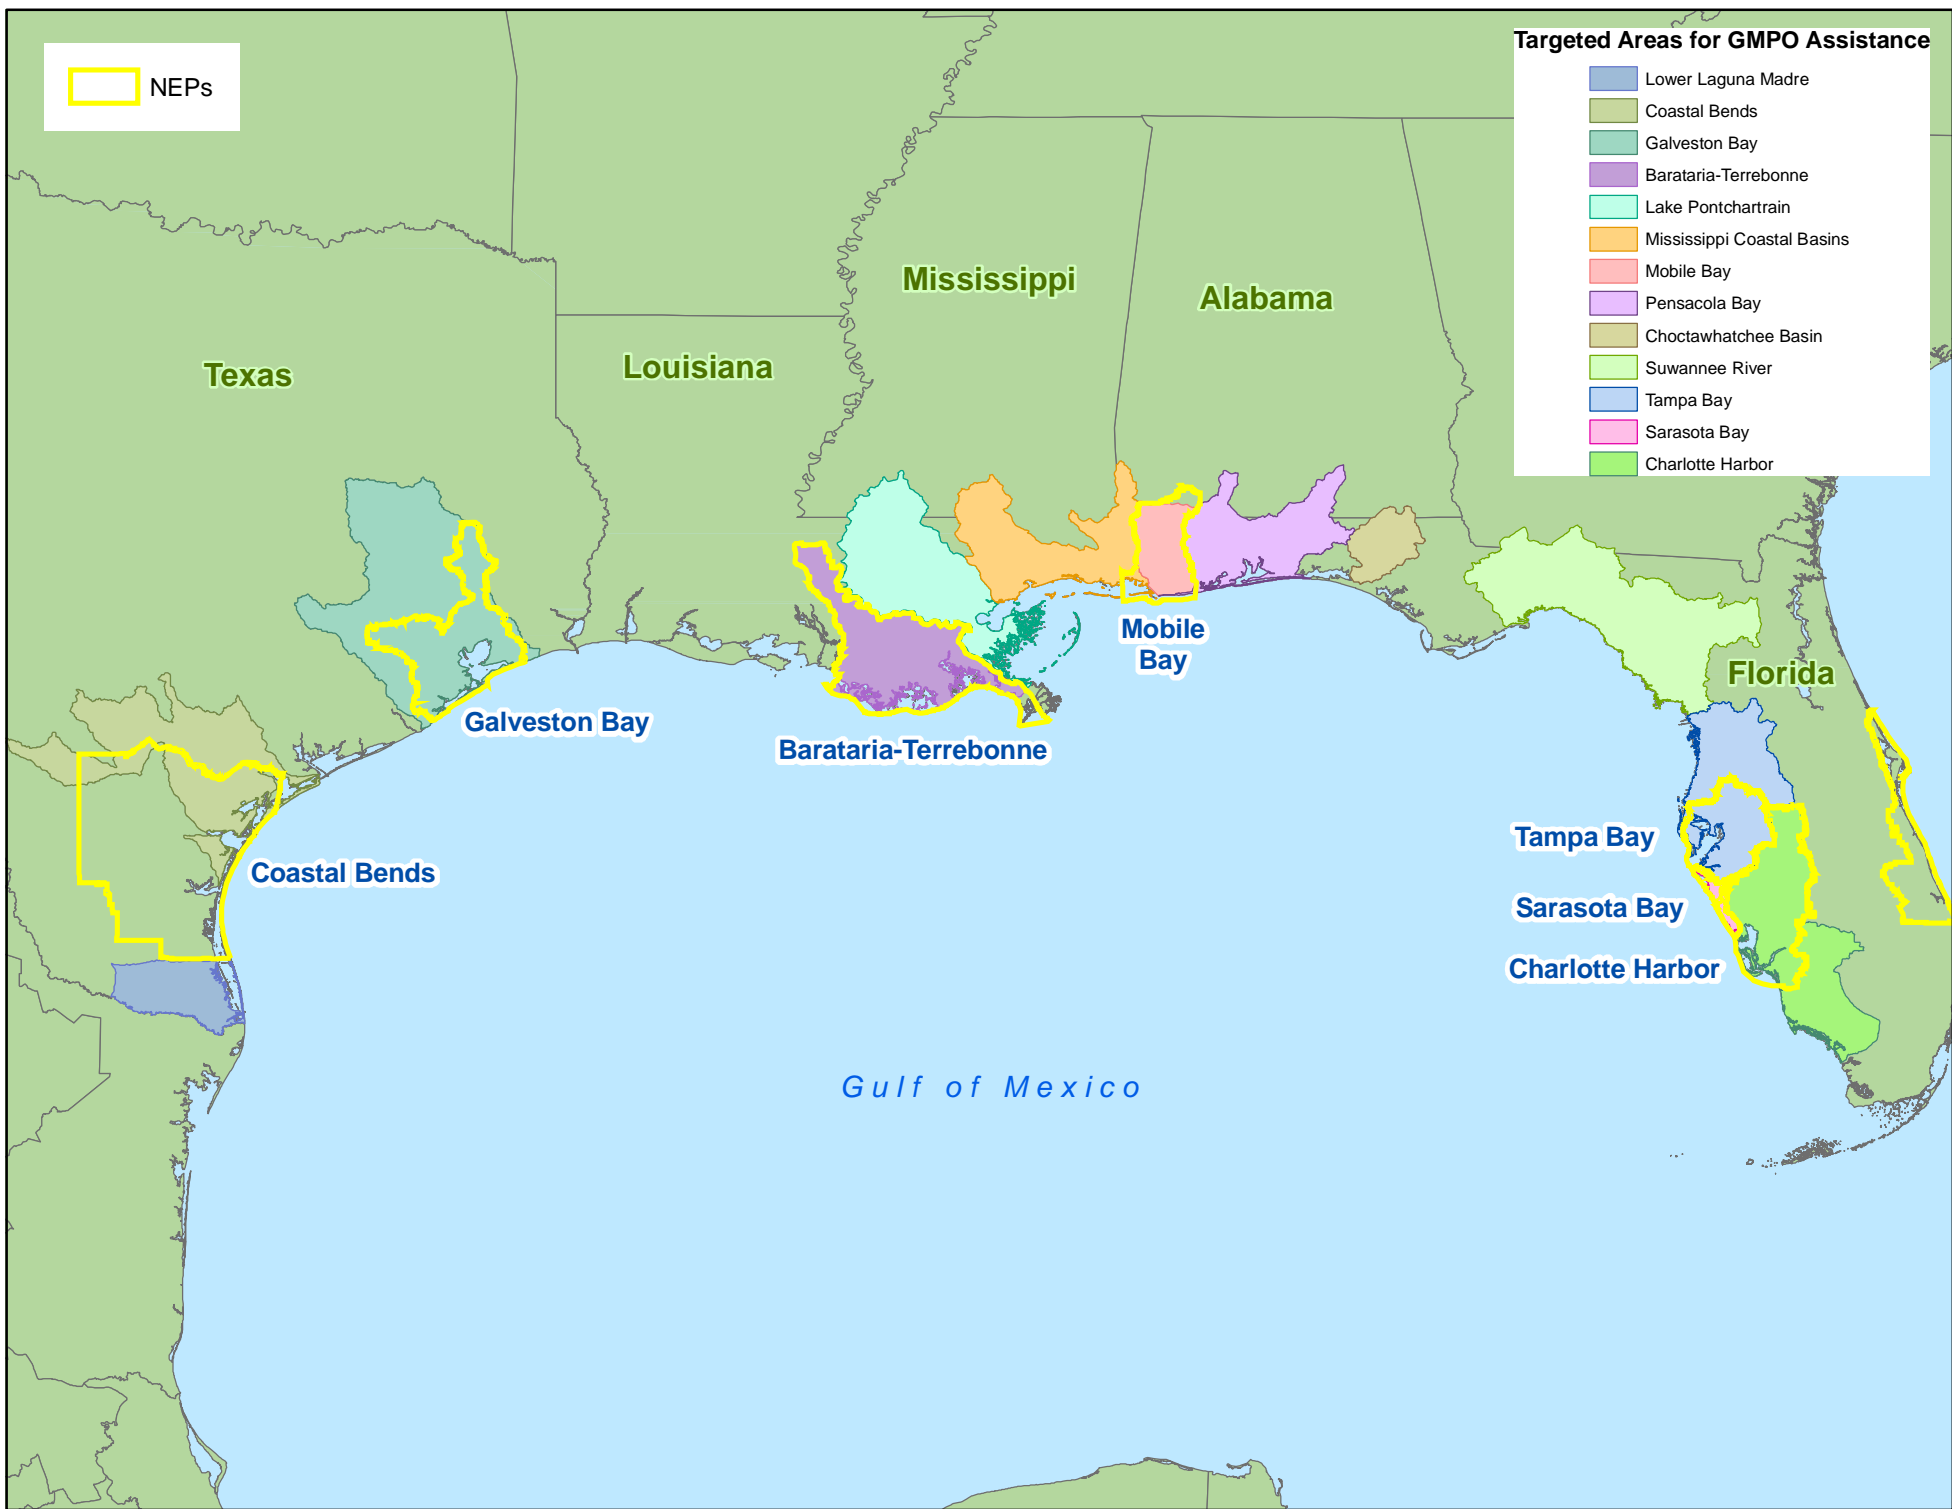 NEPs
Targeted Areas for GMPO Assistance
Lower Laguna Madre
Coastal Bends
Galveston Bay
Barataria-Terrebonne
Lake Pontchartrain
Mississippi Coastal Basins
Mobile Bay
Pensacola Bay
Choctawhatchee Basin
Suwannee River
Tampa Bay
Sarasota Bay
Charlotte Harbor
Mississippi
Alabama
Texas
Louisiana
Mobile
Bay
Florida
Galveston Bay
Barataria-Terrebonne
Tampa Bay
Coastal Bends
Sarasota Bay
Charlotte Harbor
Gulf of Mexico